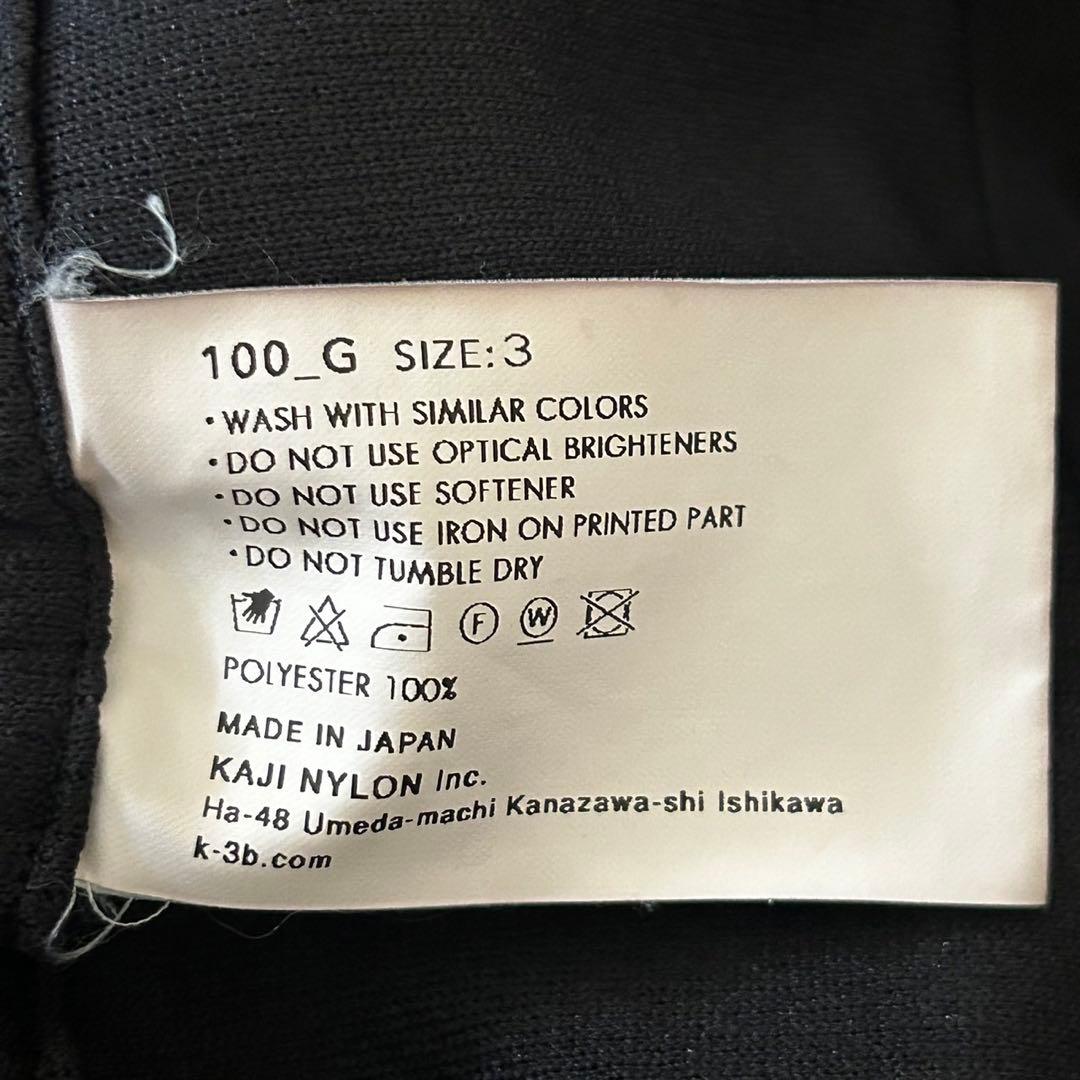 100_G SIZE:3
・WASH WITH SIMILAR COLORS
・DO NOT USE OPTICAL BRIGHTENERS
・DO NOT USE SOFTENER
・DO NOT USE IRON ON PRINTED PART
・DO NOT TUMBLE DRY
F W
POLYESTER 100%
MADE IN JAPAN
KAJI NYLON Inc.
Ha-48 Umeda-machi Kanazawa-shi Ishikawa
k-3b.com